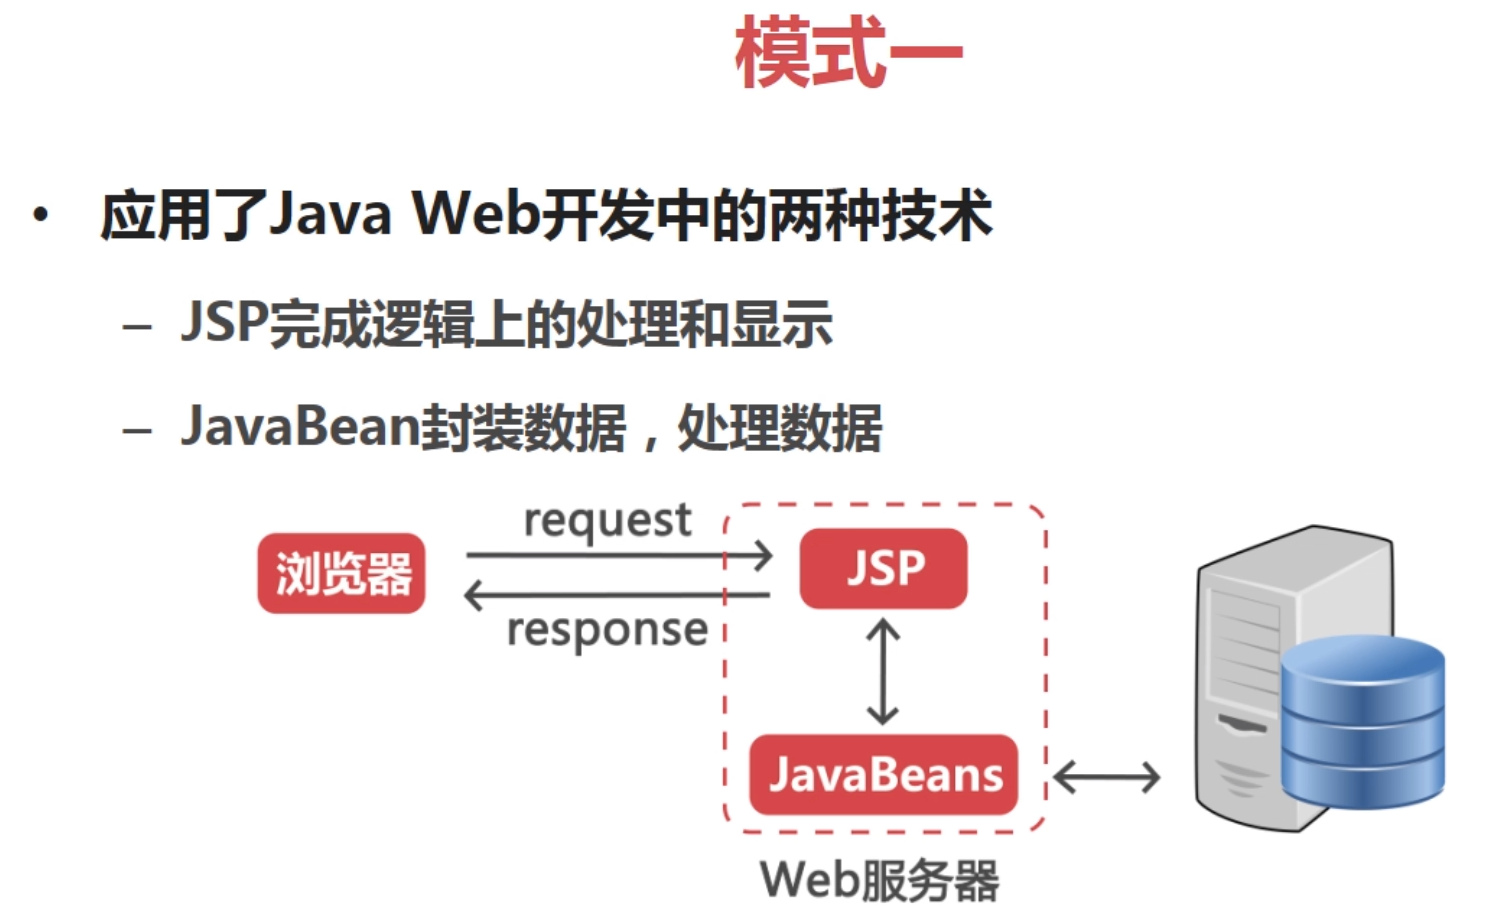 模式一
• 应用了Java Web开发中的两种技术
– JSP完成逻辑上的处理和显示
– JavaBean封装数据，处理数据
request
浏览器
JSP
response
JavaBeans
Web服务器